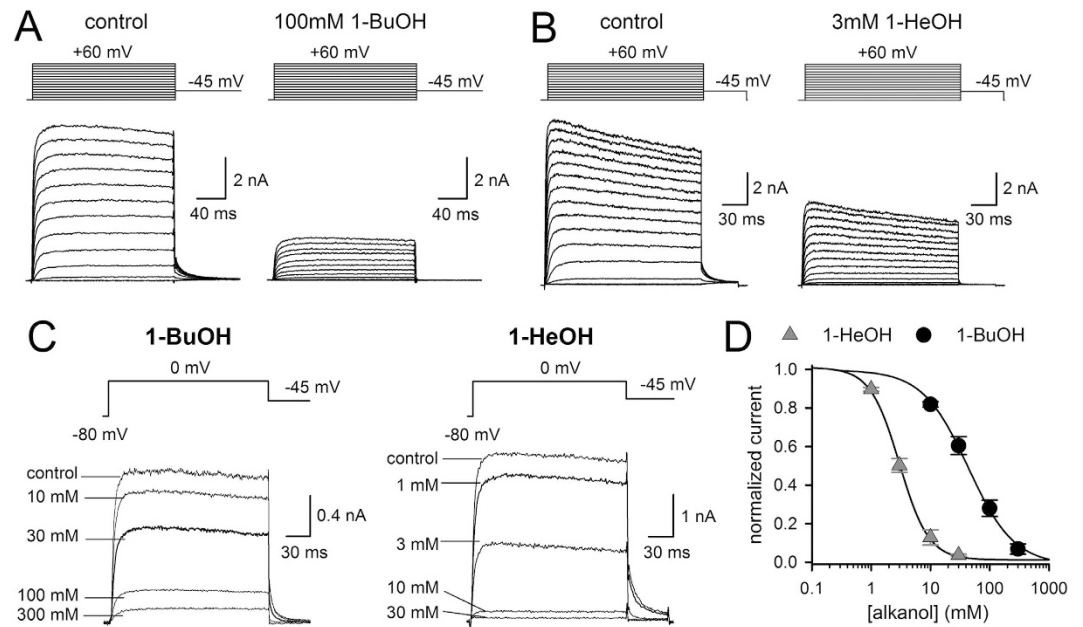 A
control
100mM 1-BuOH
+60 mV
-45 mV
+60 mV
-45 mV
2 nA
40 ms
2 nA
40 ms
B
control
3mM 1-HeOH
+60 mV
-45 mV
+60 mV
-45 mV
2 nA
30 ms
2 nA
30 ms
C
1-BuOH
0 mV
-45 mV
-80 mV
control
10 mM
30 mM
100 mM
300 mM
0.4 nA
30 ms
1-HeOH
0 mV
-45 mV
-80 mV
control
1 mM
3 mM
10 mM
30 mM
1 nA
30 ms
D
1-HeOH
1-BuOH
normalized current
1.0
0.8
0.6
0.4
0.2
0.0
0.1
1
10
100
1000
[alkanol] (mM)